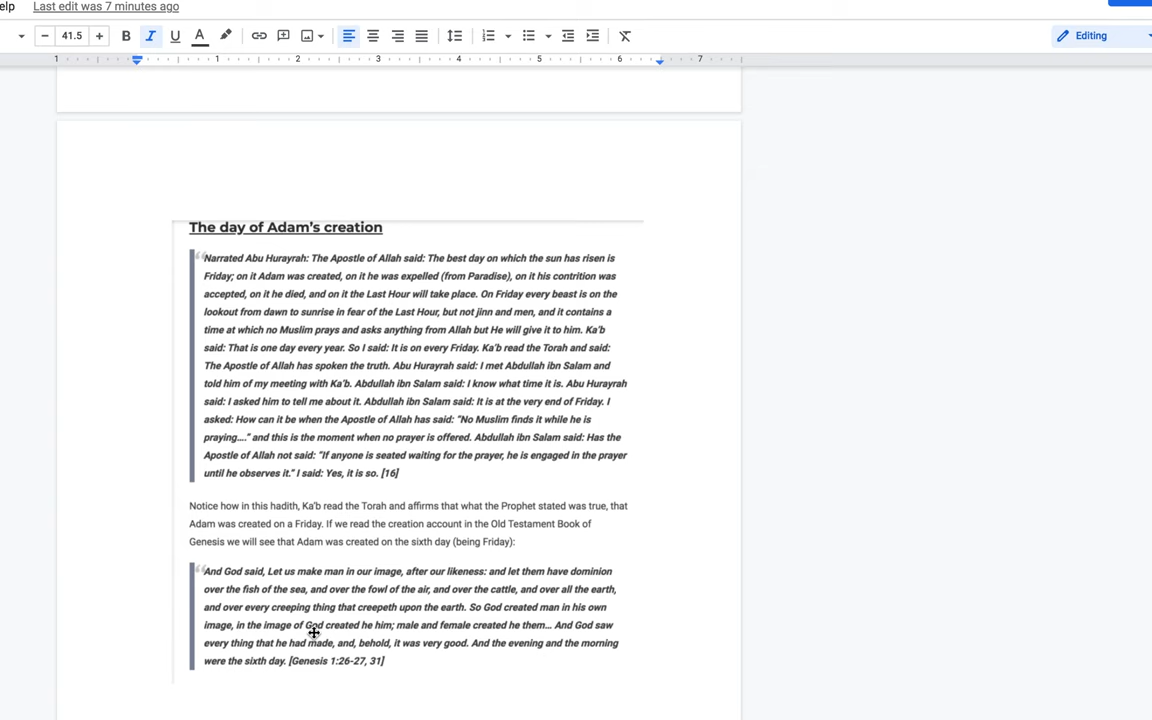 elp Last edit was 7 minutes ago
41.5
Editing
1 1 2 3 4 5 6 7
The day of Adam's creation
Narrated Abu Hurayrah: The Apostle of Allah said: The best day on which the sun has risen is
Friday; on it Adam was created, on it he was expelled (from Paradise), on it his contrition was
accepted, on it he died, and on it the Last Hour will take place. On Friday every beast is on the
lookout from dawn to sunrise in fear of the Last Hour, but not jinn and men, and it contains a
time at which no Muslim prays and asks anything from Allah but He will give it to him. Ka'b
said: That is one day every year. So I said: It is on every Friday. Ka'b read the Torah and said:
The Apostle of Allah has spoken the truth. Abu Hurayrah said: I met Abdullah ibn Salam and
told him of my meeting with Ka'b. Abdullah ibn Salam said: I know what time it is. Abu Hurayrah
said: I asked him to tell me about it. Abdullah ibn Salam said: It is at the very end of Friday. I
asked: How can it be when the Apostle of Allah has said: "No Muslim finds it while he is
praying...." and this is the moment when no prayer is offered. Abdullah ibn Salam said: Has the
Apostle of Allah not said: "If anyone is seated waiting for the prayer, he is engaged in the prayer
until he observes it." I said: Yes, it is so. [16]
Notice how in this hadith, Ka'b read the Torah and affirms that what the Prophet stated was true, that
Adam was created on a Friday. If we read the creation account in the Old Testament Book of
Genesis we will see that Adam was created on the sixth day (being Friday):
And God said, Let us make man in our image, after our likeness: and let them have dominion
over the fish of the sea, and over the fowl of the air, and over the cattle, and over all the earth,
and over every creeping thing that creepeth upon the earth. So God created man in his own
image, in the image of God created he him; male and female created he them... And God saw
every thing that he had made, and, behold, it was very good. And the evening and the morning
were the sixth day. [Genesis 1:26-27, 31]